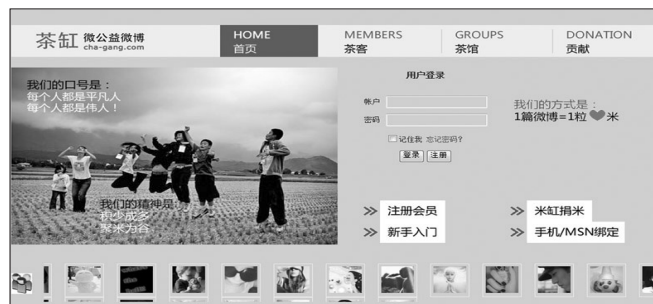 茶缸 微公益微博
cha-gang.com
HOME
首页
MEMBERS
茶客
GROUPS
茶馆
DONATION
贡献
我们的口号是：
每个人都是平凡人
每个人都是伟人！
我们的精神是：
积少成多
聚米为谷
用户登录
帐户
密码
记住我 忘记密码?
登录 注册
我们的方式是：
1篇微博=1粒 米
注册会员
新手入门
米缸捐米
手机/MSN绑定